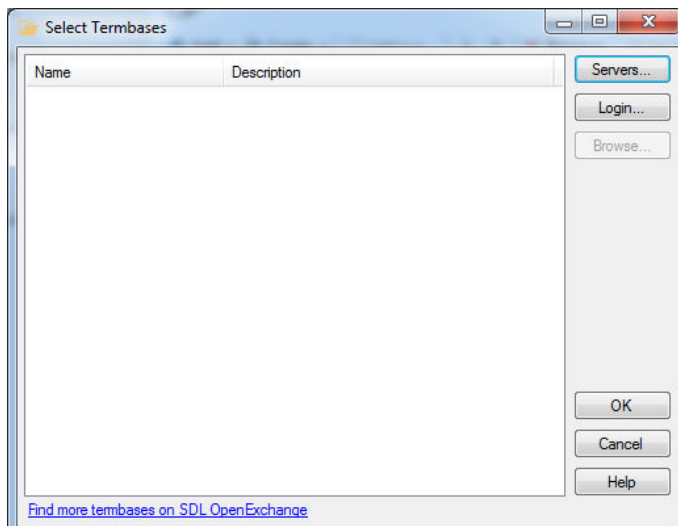 Select Termbases
Name Description
Servers...
Login...
Browse...
OK
Cancel
Help
Find more termbases on SDL OpenExchange